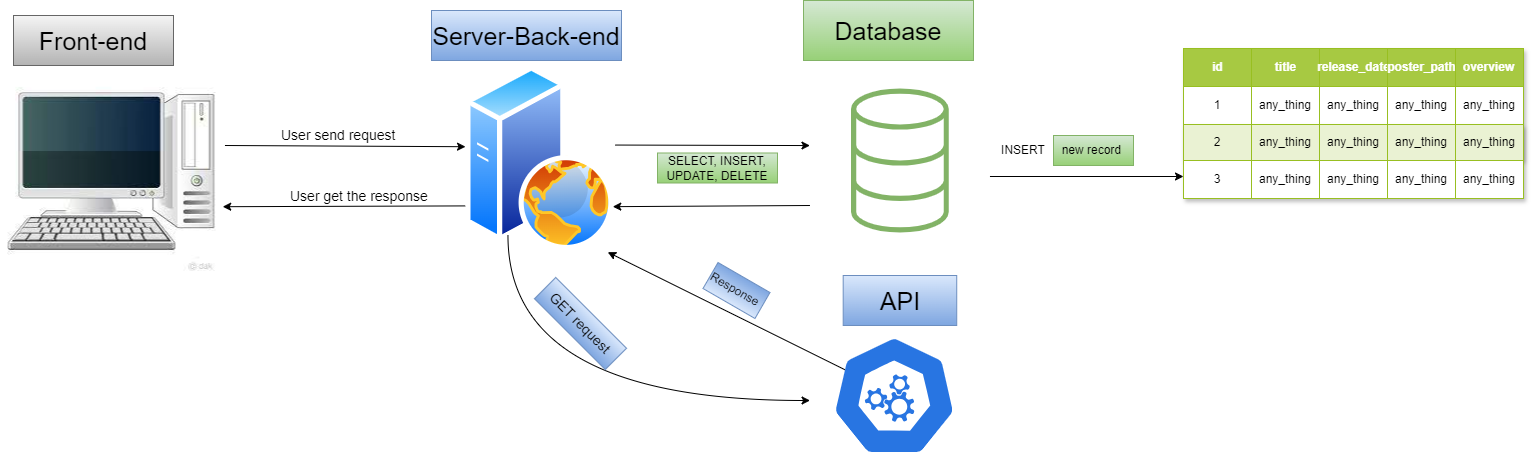 Front-end
Server-Back-end
Database
User send request
User get the response
SELECT, INSERT,
UPDATE, DELETE
INSERT new record
id title release_date poster_path overview
1 any_thing any_thing any_thing any_thing
2 any_thing any_thing any_thing any_thing
3 any_thing any_thing any_thing any_thing
GET request
Response
API